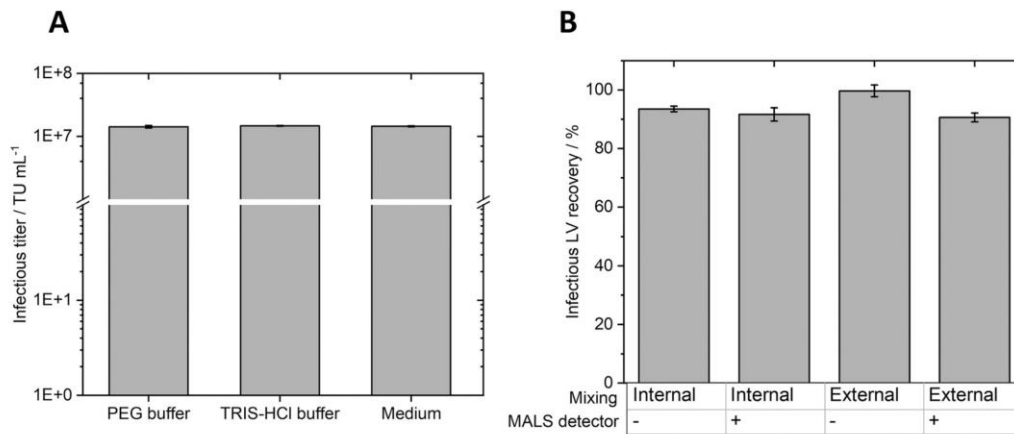 A
Infectious titer / TU mL⁻¹
1E+8
1E+7
1E+1
1E+0
PEG buffer TRIS-HCl buffer Medium
B
Infectious LV recovery / %
100
80
60
40
20
0
Mixing Internal Internal External External
MALS detector - + - +